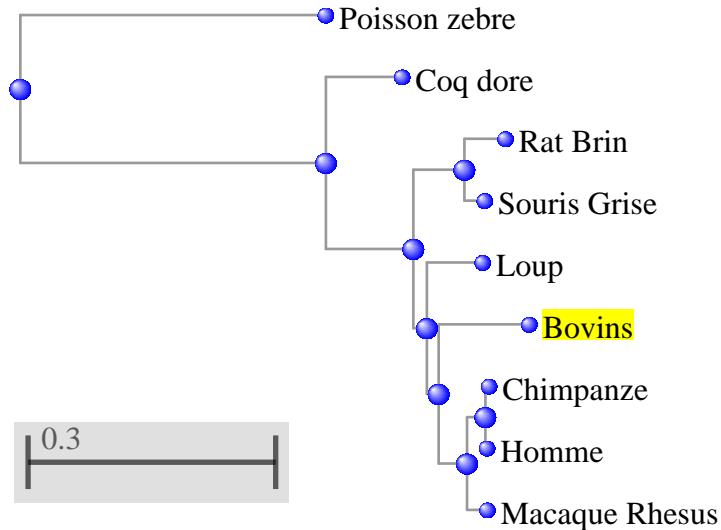 Poisson zebre
Coq dore
Rat Brin
Souris Grise
Loup
Bovins
Chimpanze
0.3
Homme
Macaque Rhesus